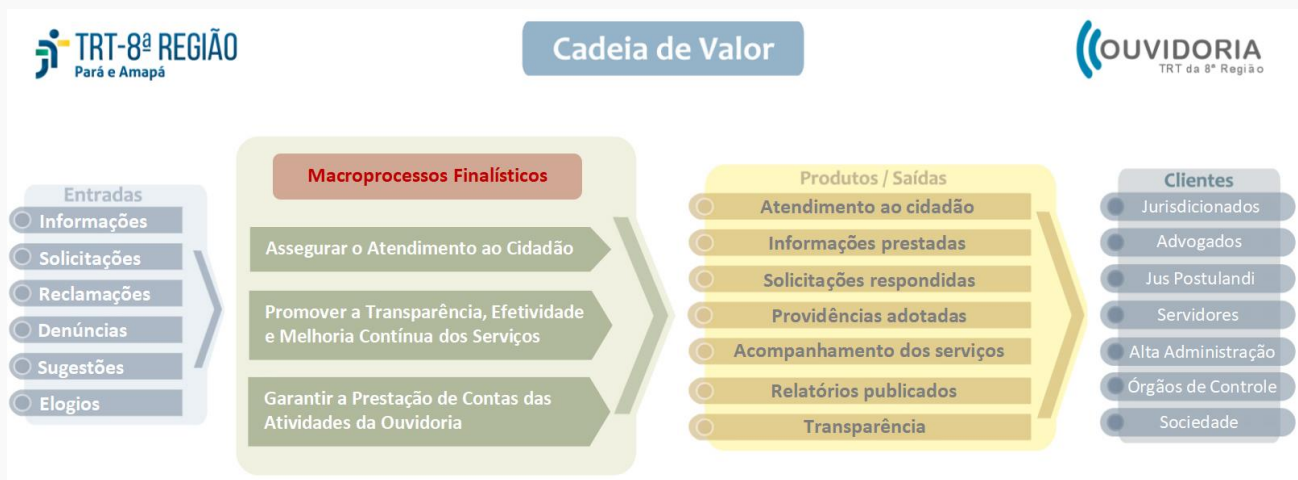 TRT-8ª REGIÃO
Pará e Amapá
Cadeia de Valor
OUVIDORIA
TRT da 8ª Região
Entradas
Informações
Solicitações
Reclamações
Denúncias
Sugestões
Elogios
Macroprocessos Finalísticos
Assegurar o Atendimento ao Cidadão
Promover a Transparência, Efetividade
e Melhoria Contínua dos Serviços
Garantir a Prestação de Contas das
Atividades da Ouvidoria
Produtos / Saídas
Atendimento ao cidadão
Informações prestadas
Solicitações respondidas
Providências adotadas
Acompanhamento dos serviços
Relatórios publicados
Transparência
Clientes
Jurisdicionados
Advogados
Jus Postulandi
Servidores
Alta Administração
Órgãos de Controle
Sociedade